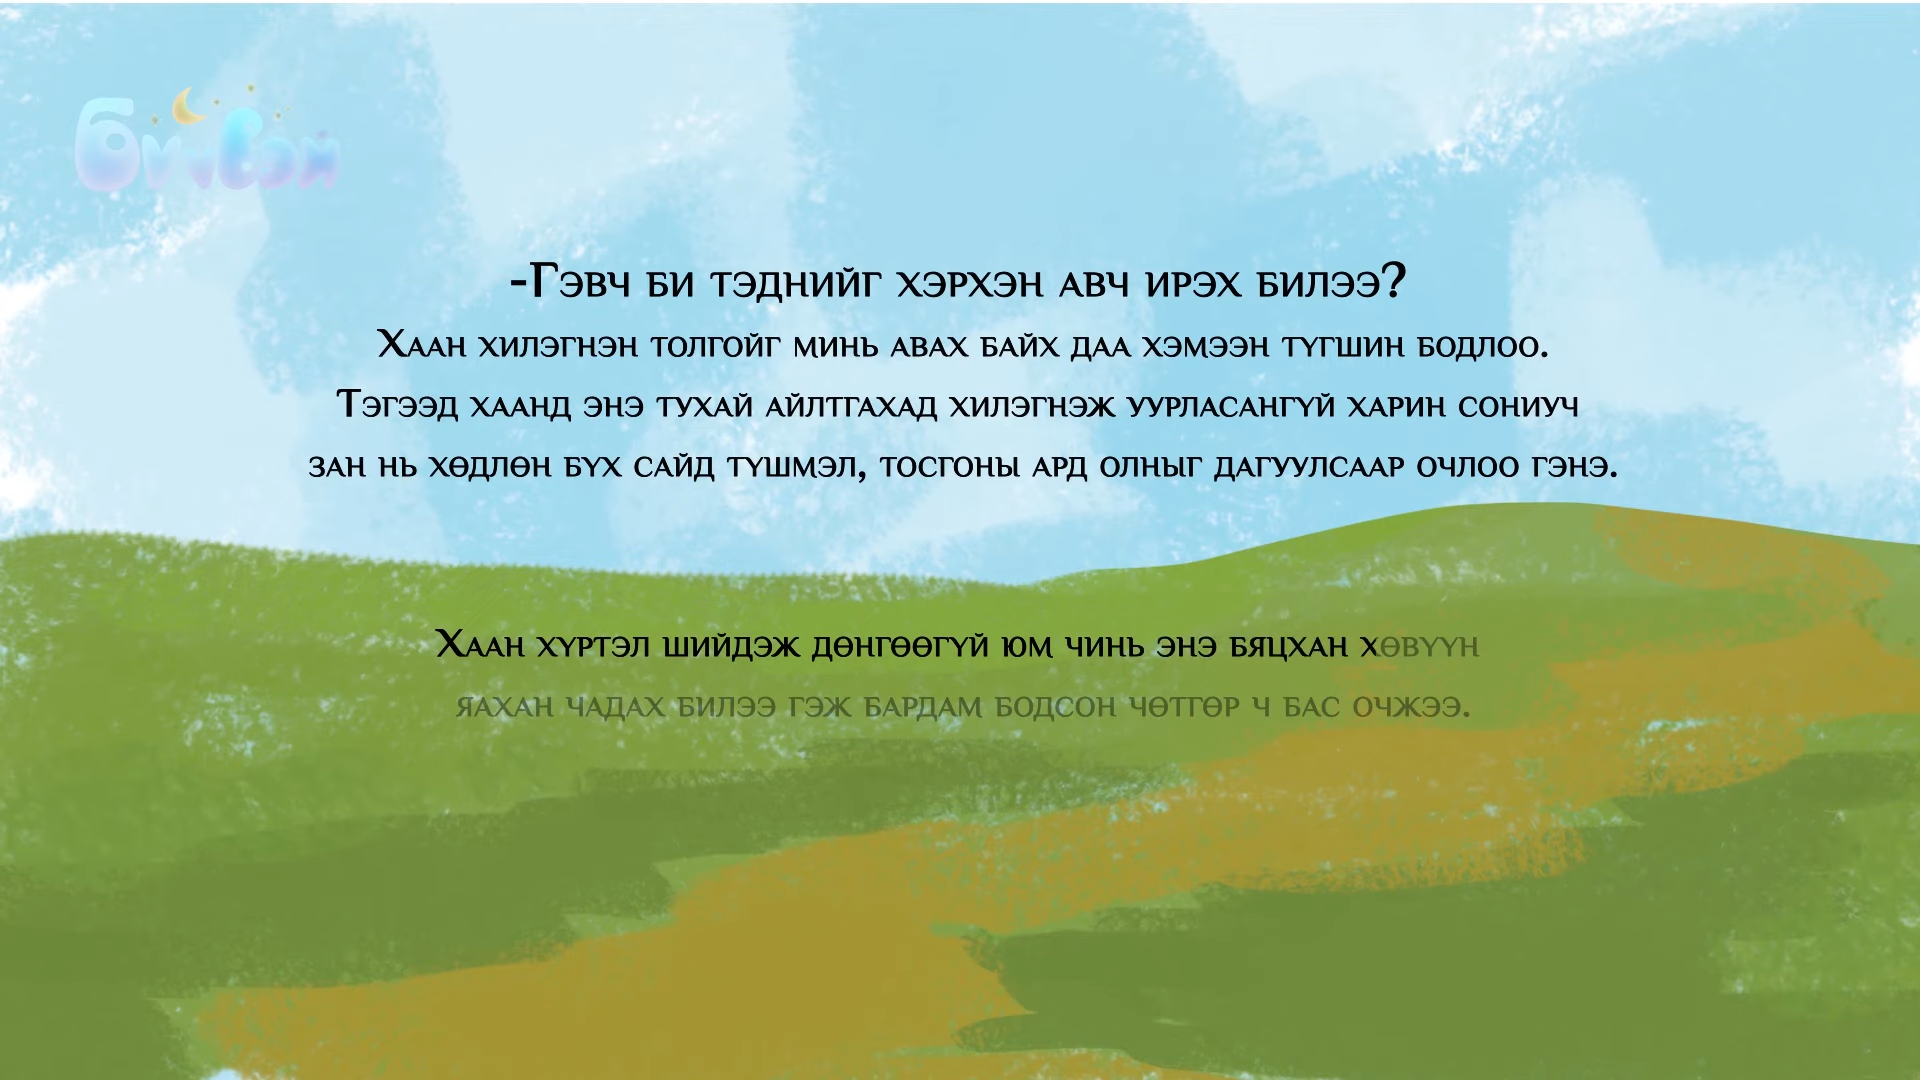 -Гэвч би тэднийг хэрхэн авч ирэх билээ?
Хаан хилэгнэн толгойг минь авах байх даа хэмээн түгшин бодлоо.
Тэгээд хаанд энэ тухай айлтгахад хилэгнэж уурласангүй харин сониуч
зан нь хөдлөн бүх сайд түшмэл, тосгоны ард олныг дагуулсаар очлоо гэнэ.
Хаан хүртэл шийдэж дөнгөөгүй юм чинь энэ бяцхан хөвүүн
яахан чадах билээ гэж бардам бодсон чөтгөр ч бас очжээ.